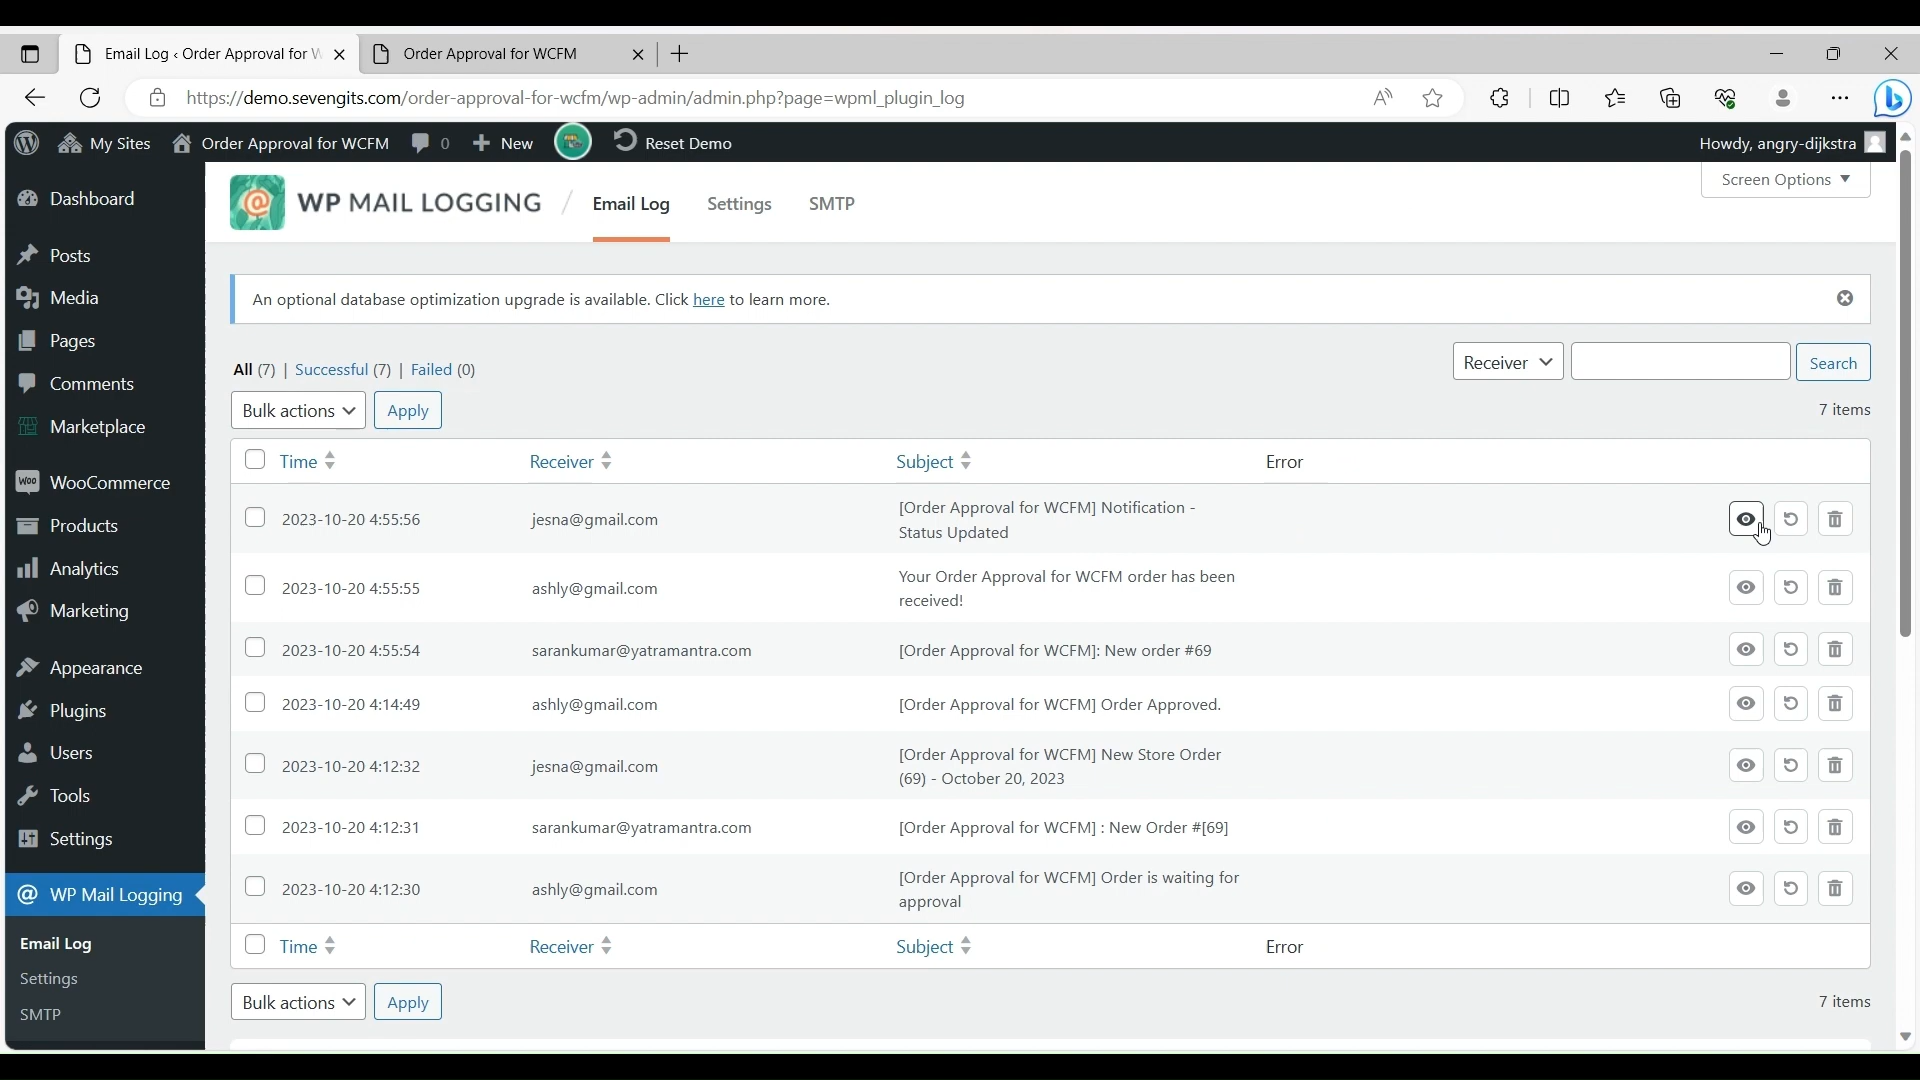 Email Log ‹ Order Approval for W
Order Approval for WCFM
https://demo.sevengits.com/order-approval-for-wcfm/wp-admin/admin.php?page=wpml_plugin_log
My Sites
Order Approval for WCFM
0
New
Reset Demo
Howdy, angry-dijkstra
Dashboard
Posts
Media
Pages
Comments
Marketplace
WooCommerce
Products
Analytics
Marketing
Appearance
Plugins
Users
Tools
Settings
WP Mail Logging
Email Log
Settings
SMTP
WP MAIL LOGGING / Email Log Settings SMTP
Screen Options
An optional database optimization upgrade is available. Click here to learn more.
All (7) | Successful (7) | Failed (0)
Receiver
Search
Bulk actions Apply
7 items
Time Receiver Subject Error
2023-10-20 4:55:56 jesna@gmail.com [Order Approval for WCFM] Notification -
Status Updated
2023-10-20 4:55:55 ashly@gmail.com Your Order Approval for WCFM order has been
received!
2023-10-20 4:55:54 sarankumar@yatramantra.com [Order Approval for WCFM]: New order #69
2023-10-20 4:14:49 ashly@gmail.com [Order Approval for WCFM] Order Approved.
2023-10-20 4:12:32 jesna@gmail.com [Order Approval for WCFM] New Store Order
(69) - October 20, 2023
2023-10-20 4:12:31 sarankumar@yatramantra.com [Order Approval for WCFM] : New Order #[69]
2023-10-20 4:12:30 ashly@gmail.com [Order Approval for WCFM] Order is waiting for
approval
Time Receiver Subject Error
Bulk actions Apply
7 items